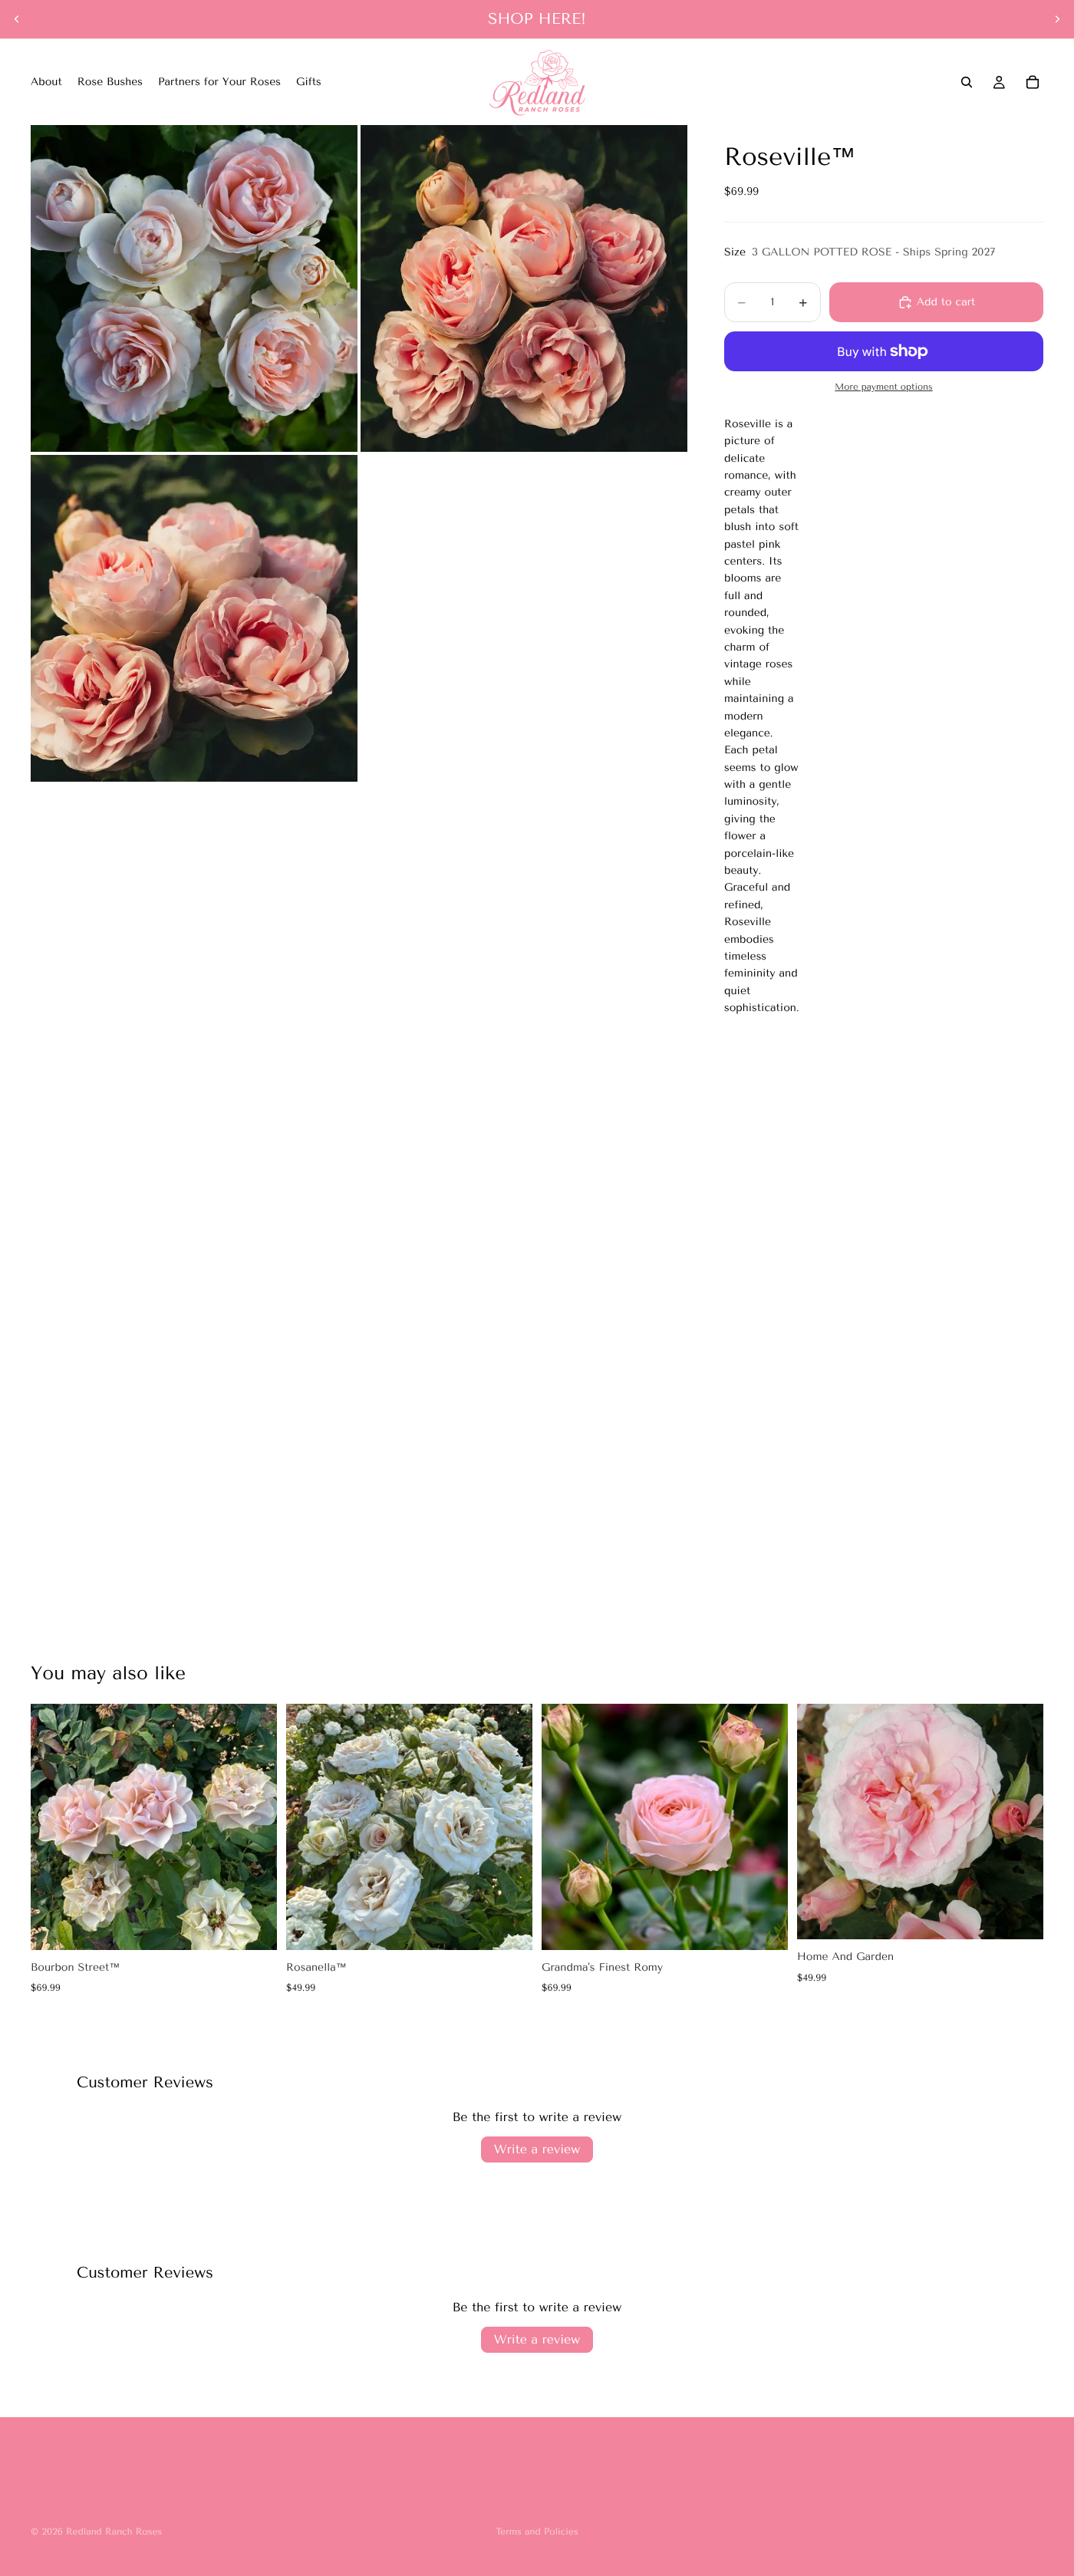 SHOP HERE!
About
Rose Bushes
Partners for Your Roses
Gifts
Redland
RANCH ROSES
Roseville™
$69.99
Size 3 GALLON POTTED ROSE - Ships Spring 2027
1
Add to cart
Buy with shop
More payment options
Roseville is a
picture of
delicate
romance, with
creamy outer
petals that
blush into soft
pastel pink
centers. Its
blooms are
full and
rounded,
evoking the
charm of
vintage roses
while
maintaining a
modern
elegance.
Each petal
seems to glow
with a gentle
luminosity,
giving the
flower a
porcelain-like
beauty.
Graceful and
refined,
Roseville
embodies
timeless
femininity and
quiet
sophistication.
You may also like
Bourbon Street™
$69.99
Rosanella™
$49.99
Grandma's Finest Romy
$69.99
Home And Garden
$49.99
Customer Reviews
Be the first to write a review
Write a review
Customer Reviews
Be the first to write a review
Write a review
© 2026 Redland Ranch Roses
Terms and Policies